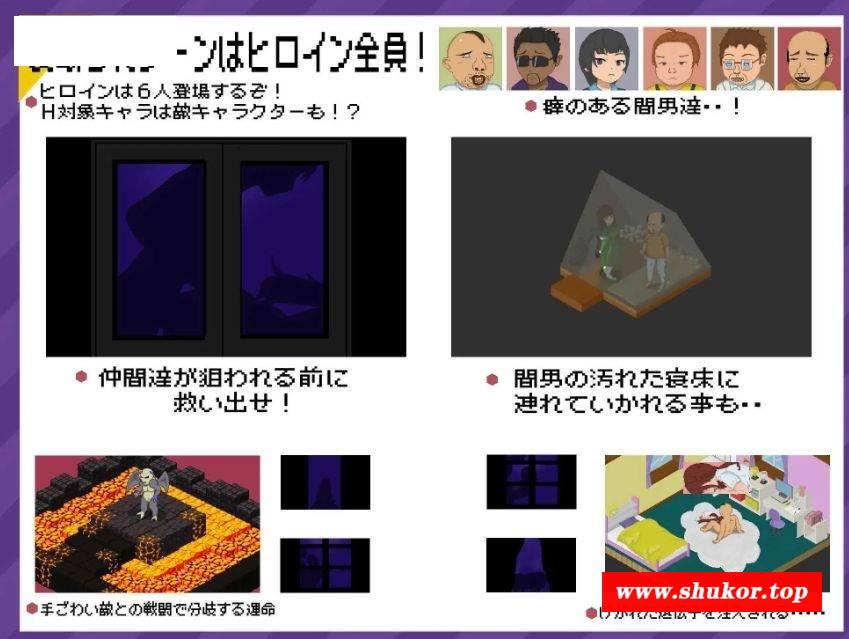 ーンはヒロイン全員！
ヒロインは６人登場するぞ！
Ｈ対象キャラは敵キャラクターも！？
癖のある間男達・・！
仲間達が狙われる前に
救い出せ！
間男の汚れた寝床に
連れていかれる事も・・
手ごわい敵との戦闘で分岐する運命
www.shukor.top
けがれた遺伝子を注入される